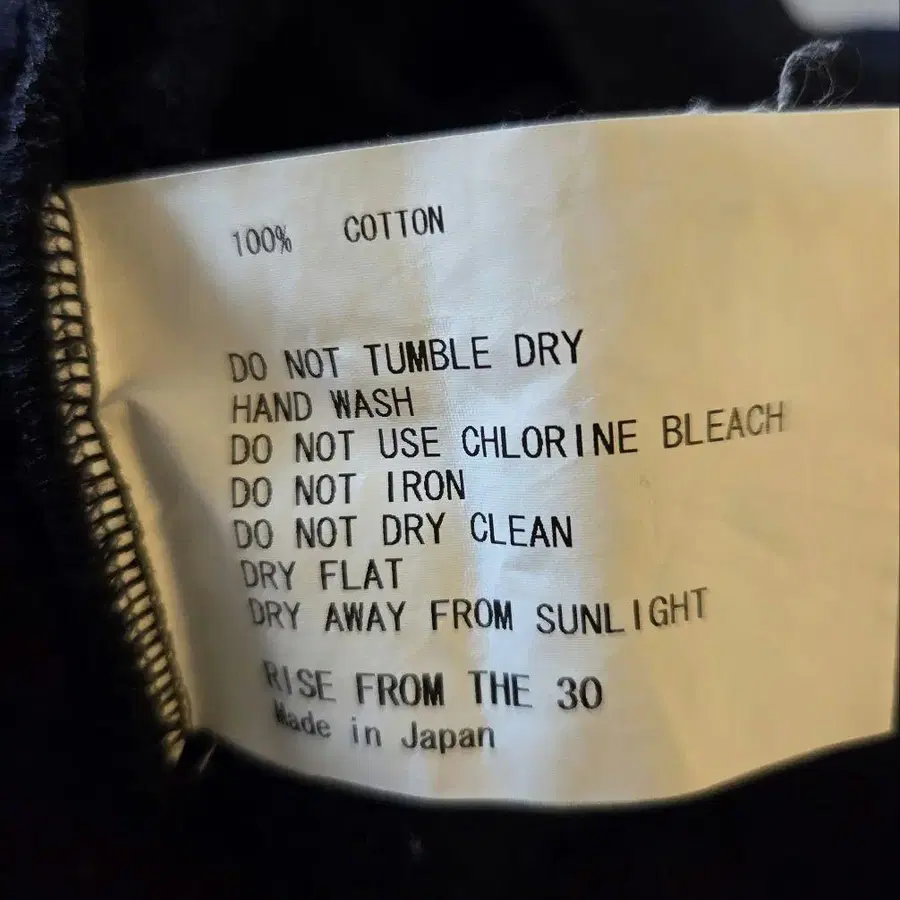 100% COTTON
DO NOT TUMBLE DRY
HAND WASH
DO NOT USE CHLORINE BLEACH
DO NOT IRON
DO NOT DRY CLEAN
DRY FLAT
DRY AWAY FROM SUNLIGHT
RISE FROM THE 30
Made in Japan